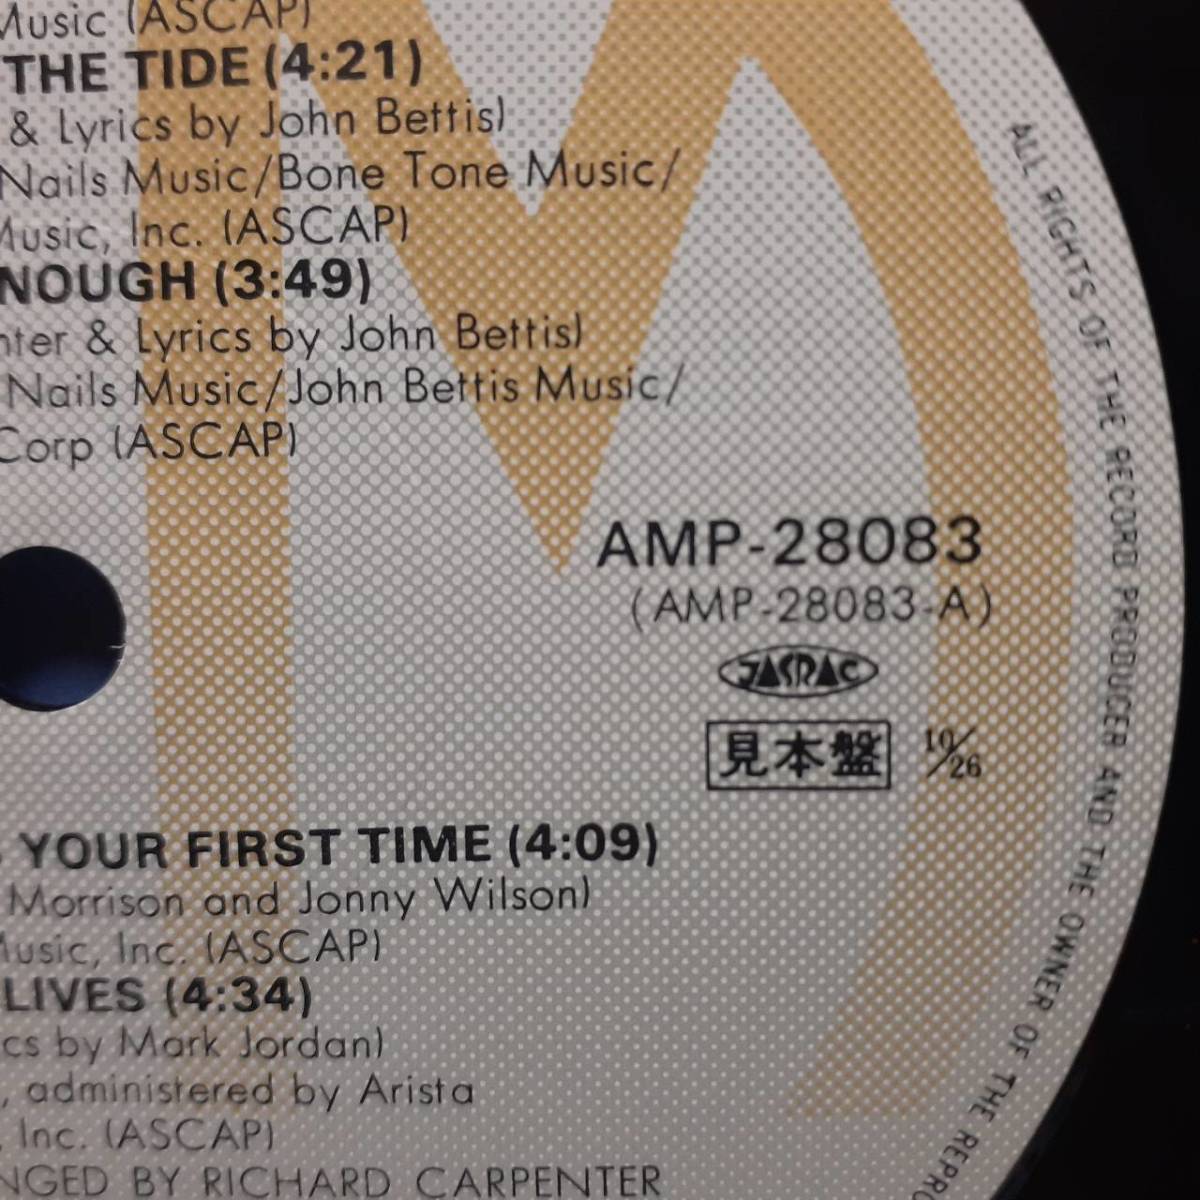 Music (ASCAP)
THE TIDE (4:21)
& Lyrics by John Bettis)
Nails Music/Bone Tone Music/
Music, Inc. (ASCAP)
NOUGH (3:49)
nter & Lyrics by John Bettis)
Nails Music/John Bettis Music/
Corp (ASCAP)
AMP-28083
(AMP-28083-A)
JASRAC
見本盤 10/26
YOUR FIRST TIME (4:09)
Morrison and Jonny Wilson)
Music, Inc. (ASCAP)
LIVES (4:34)
cs by Mark Jordan)
, administered by Arista
, Inc. (ASCAP)
NGED BY RICHARD CARPENTER
ALL RIGHTS OF THE RECORD PRODUCER AND THE OWNER OF THE REPRO